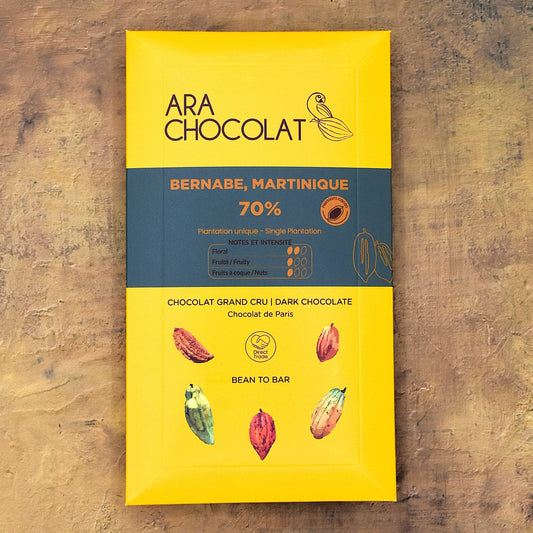 ARA
CHOCOLAT
BERNABE, MARTINIQUE
70%
Plantation unique - Single Plantation
NOTES ET INTENSITÉ
Floral
Fruité / Fruity
Fruits à coque / Nuts
CHOCOLAT GRAND CRU | DARK CHOCOLATE
Chocolat de Paris
Direct
Trade
BEAN TO BAR